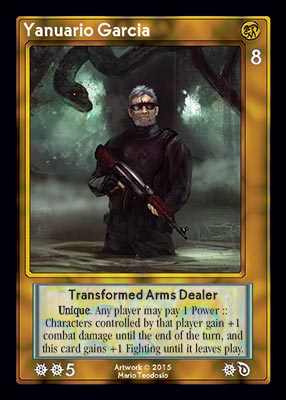 Yanuario Garcia
8
Transformed Arms Dealer
Unique. Any player may pay 1 Power ::
Characters controlled by that player gain +1
combat damage until the end of the turn, and
this card gains +1 Fighting until it leaves play.
5
Artwork © 2015
Mario Teodosio